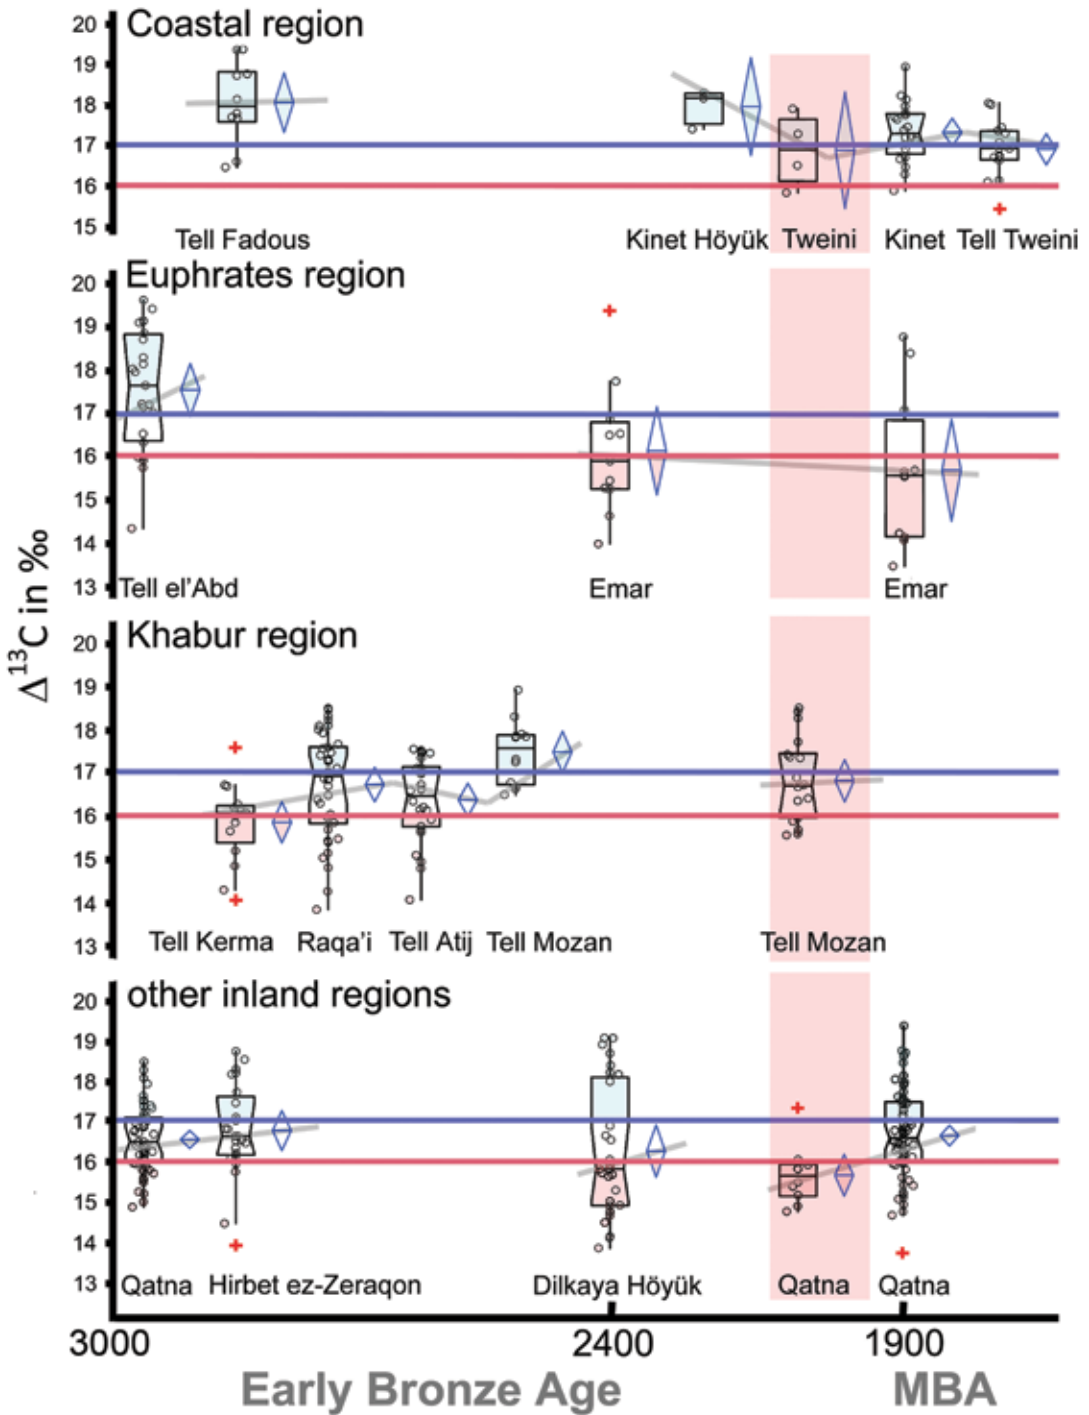 Δ13C in ‰
Coastal region
20
19
18
17
16
15
Tell Fadous
Kinet Höyük
Tweini
Kinet
Tell Tweini
Euphrates region
20
19
18
17
16
15
14
13
Tell el'Abd
Emar
Emar
Khabur region
20
19
18
17
16
15
14
13
Tell Kerma
Raqa'i
Tell Atij
Tell Mozan
Tell Mozan
other inland regions
20
19
18
17
16
15
14
13
Qatna
Hirbet ez-Zeraqon
Dilkaya Höyük
Qatna
Qatna
3000
2400
1900
Early Bronze Age
MBA